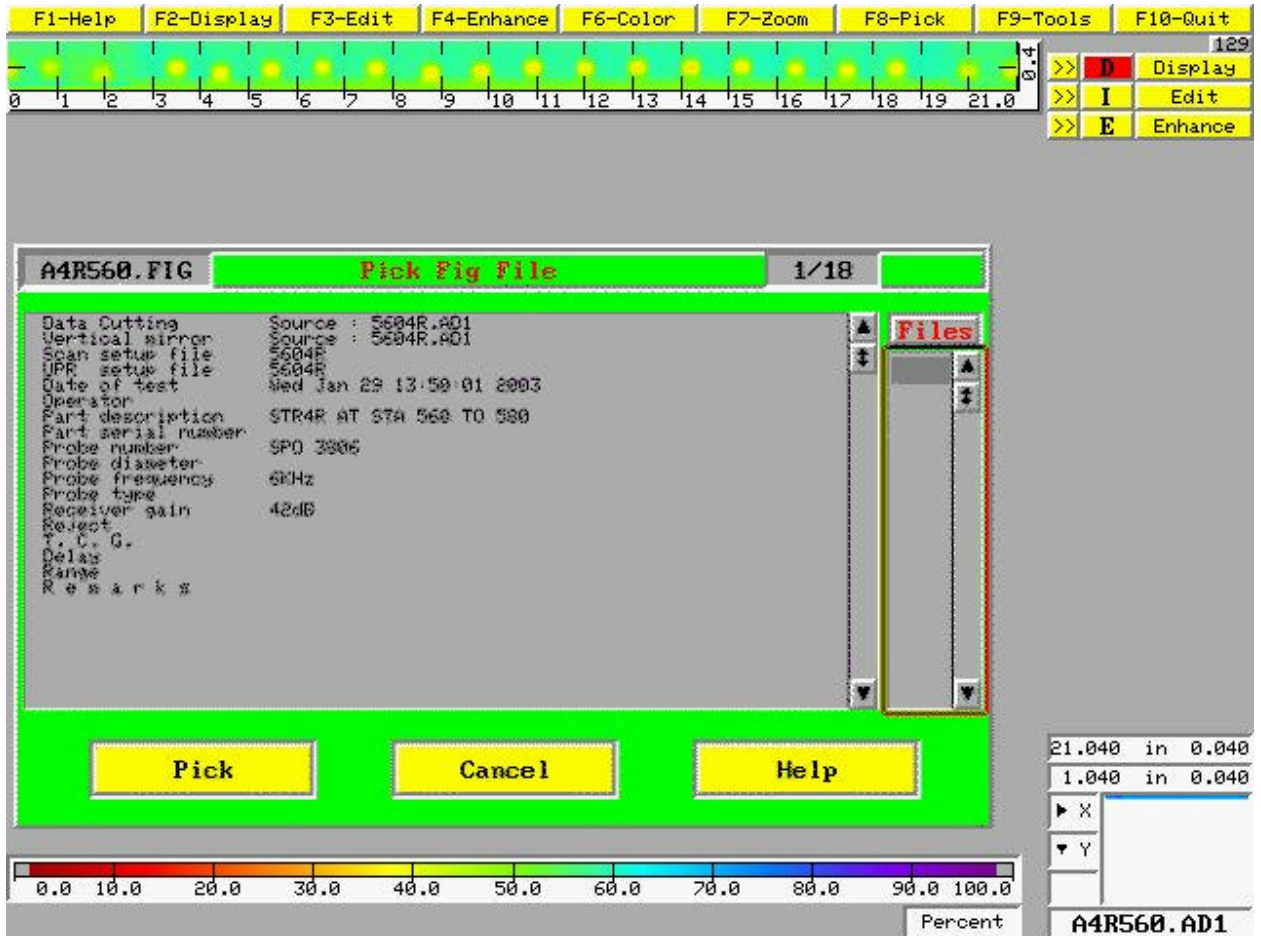 F1-Help F2-Display F3-Edit F4-Enhance F6-Color F7-Zoom F8-Pick F9-Tools F10-Quit
129
0.4
>> D Display
0 1 2 3 4 5 6 7 8 9 10 11 12 13 14 15 16 17 18 19 21.0
>> I Edit
>> E Enhance
A4R560.FIG Pick Fig File 1/18
Files
Data Cutting Source : 5604R.AD1
Vertical mirror Source : 5604R.AD1
Scan setup file 5604R
UPR setup file 5604R
Date of test Wed Jan 29 13:50:01 2003
Operator
Part description STR4R AT STA 560 TO 580
Part serial number
Probe number SPO 3806
Probe diameter
Probe frequency 6KHz
Probe type
Receiver gain 42dB
Reject
T. C. G.
Delay
Range
R e m a r k s
Pick Cancel Help
21.040 in 0.040
1.040 in 0.040
X
Y
0.0 10.0 20.0 30.0 40.0 50.0 60.0 70.0 80.0 90.0 100.0
Percent
A4R560.AD1